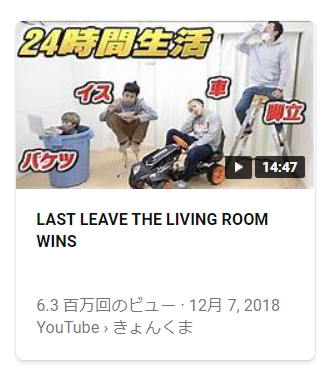 24時間生活
イス
車
脚立
バケツ
14:47
LAST LEAVE THE LIVING ROOM
WINS
6.3 百万回のビュー · 12月 7, 2018
YouTube › きょんくま